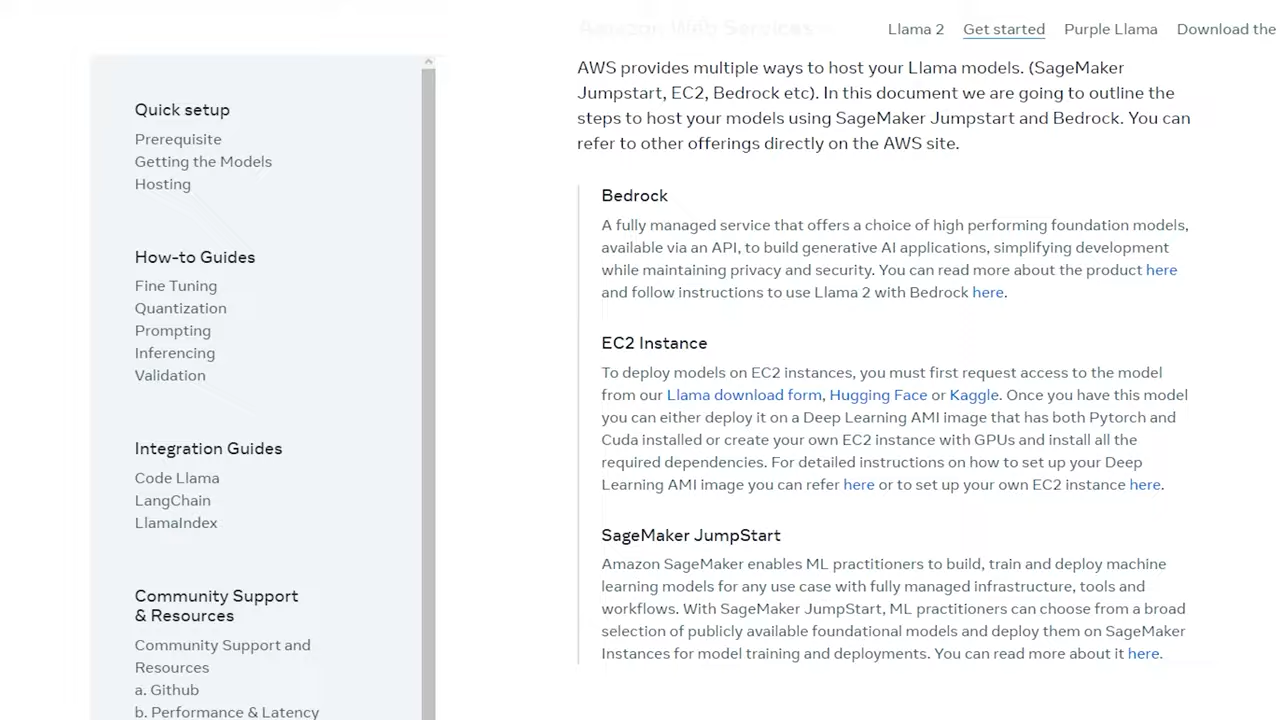 Amazon Web Services
Llama 2
Get started
Purple Llama
Download the
Quick setup
Prerequisite
Getting the Models
Hosting
How-to Guides
Fine Tuning
Quantization
Prompting
Inferencing
Validation
Integration Guides
Code Llama
LangChain
LlamaIndex
Community Support
& Resources
Community Support and
Resources
a. Github
b. Performance & Latency
AWS provides multiple ways to host your Llama models. (SageMaker
Jumpstart, EC2, Bedrock etc). In this document we are going to outline the
steps to host your models using SageMaker Jumpstart and Bedrock. You can
refer to other offerings directly on the AWS site.
Bedrock
A fully managed service that offers a choice of high performing foundation models,
available via an API, to build generative AI applications, simplifying development
while maintaining privacy and security. You can read more about the product here
and follow instructions to use Llama 2 with Bedrock here.
EC2 Instance
To deploy models on EC2 instances, you must first request access to the model
from our Llama download form, Hugging Face or Kaggle. Once you have this model
you can either deploy it on a Deep Learning AMI image that has both Pytorch and
Cuda installed or create your own EC2 instance with GPUs and install all the
required dependencies. For detailed instructions on how to set up your Deep
Learning AMI image you can refer here or to set up your own EC2 instance here.
SageMaker JumpStart
Amazon SageMaker enables ML practitioners to build, train and deploy machine
learning models for any use case with fully managed infrastructure, tools and
workflows. With SageMaker JumpStart, ML practitioners can choose from a broad
selection of publicly available foundational models and deploy them on SageMaker
Instances for model training and deployments. You can read more about it here.